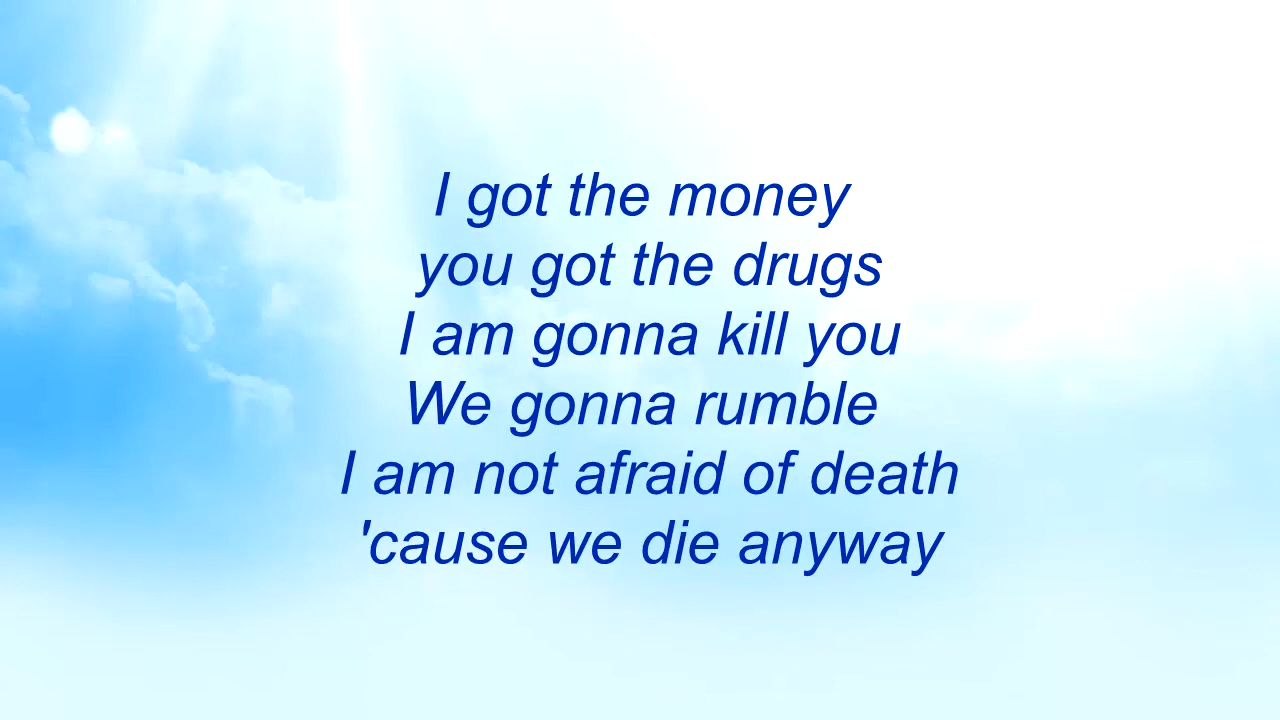 I got the money
you got the drugs
I am gonna kill you
We gonna rumble
I am not afraid of death
'cause we die anyway